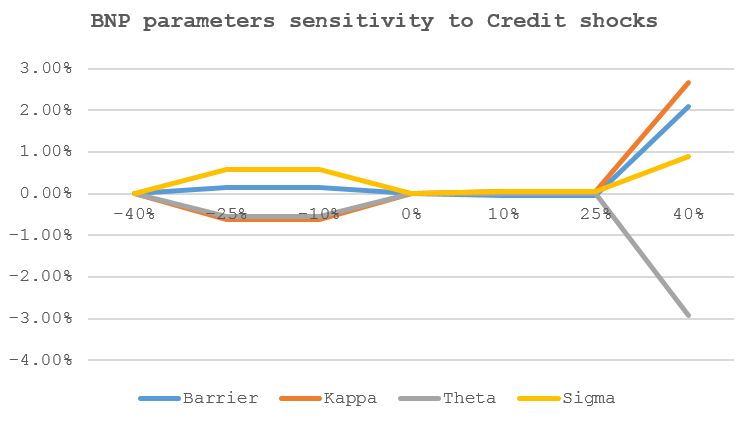 BNP parameters sensitivity to Credit shocks
3.00%
2.00%
1.00%
0.00%
-40% -25% -10% 0% 10% 25% 40%
-1.00%
-2.00%
-3.00%
-4.00%
Barrier Kappa Theta Sigma